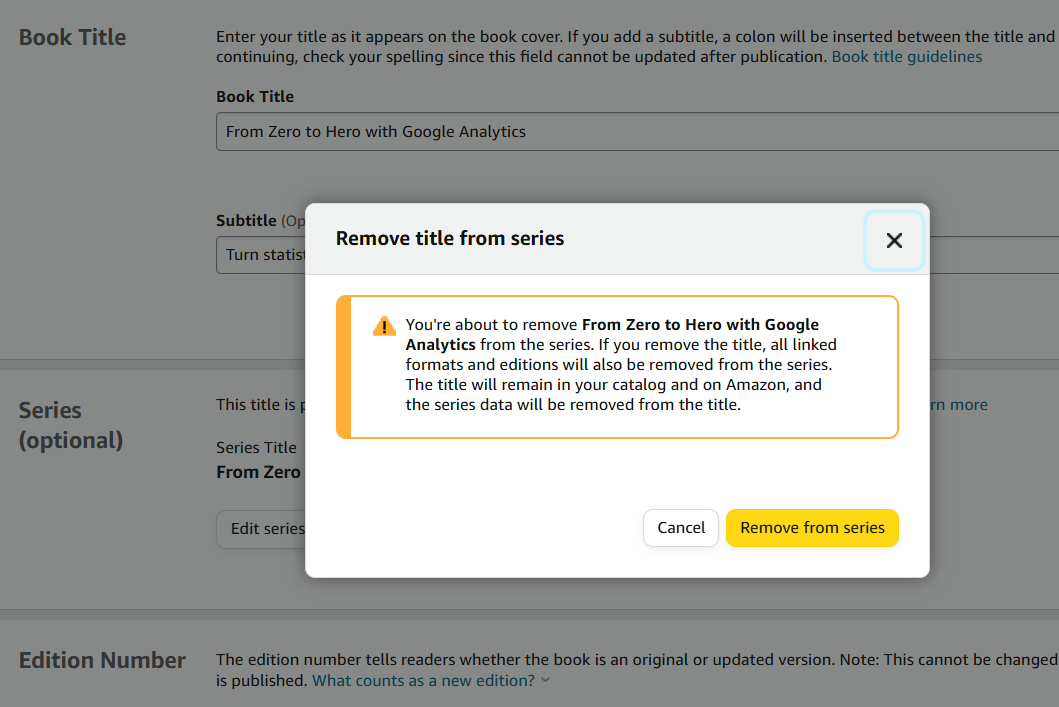 Book Title
Enter your title as it appears on the book cover. If you add a subtitle, a colon will be inserted between the title and
continuing, check your spelling since this field cannot be updated after publication. Book title guidelines
Book Title
From Zero to Hero with Google Analytics
Subtitle (Op
Turn statist
Remove title from series
You're about to remove From Zero to Hero with Google
Analytics from the series. If you remove the title, all linked
formats and editions will also be removed from the series.
The title will remain in your catalog and on Amazon, and
the series data will be removed from the title.
Cancel
Remove from series
Series
(optional)
This title is p
rn more
Series Title
From Zero
Edit series
Edition Number
The edition number tells readers whether the book is an original or updated version. Note: This cannot be changed
is published. What counts as a new edition?